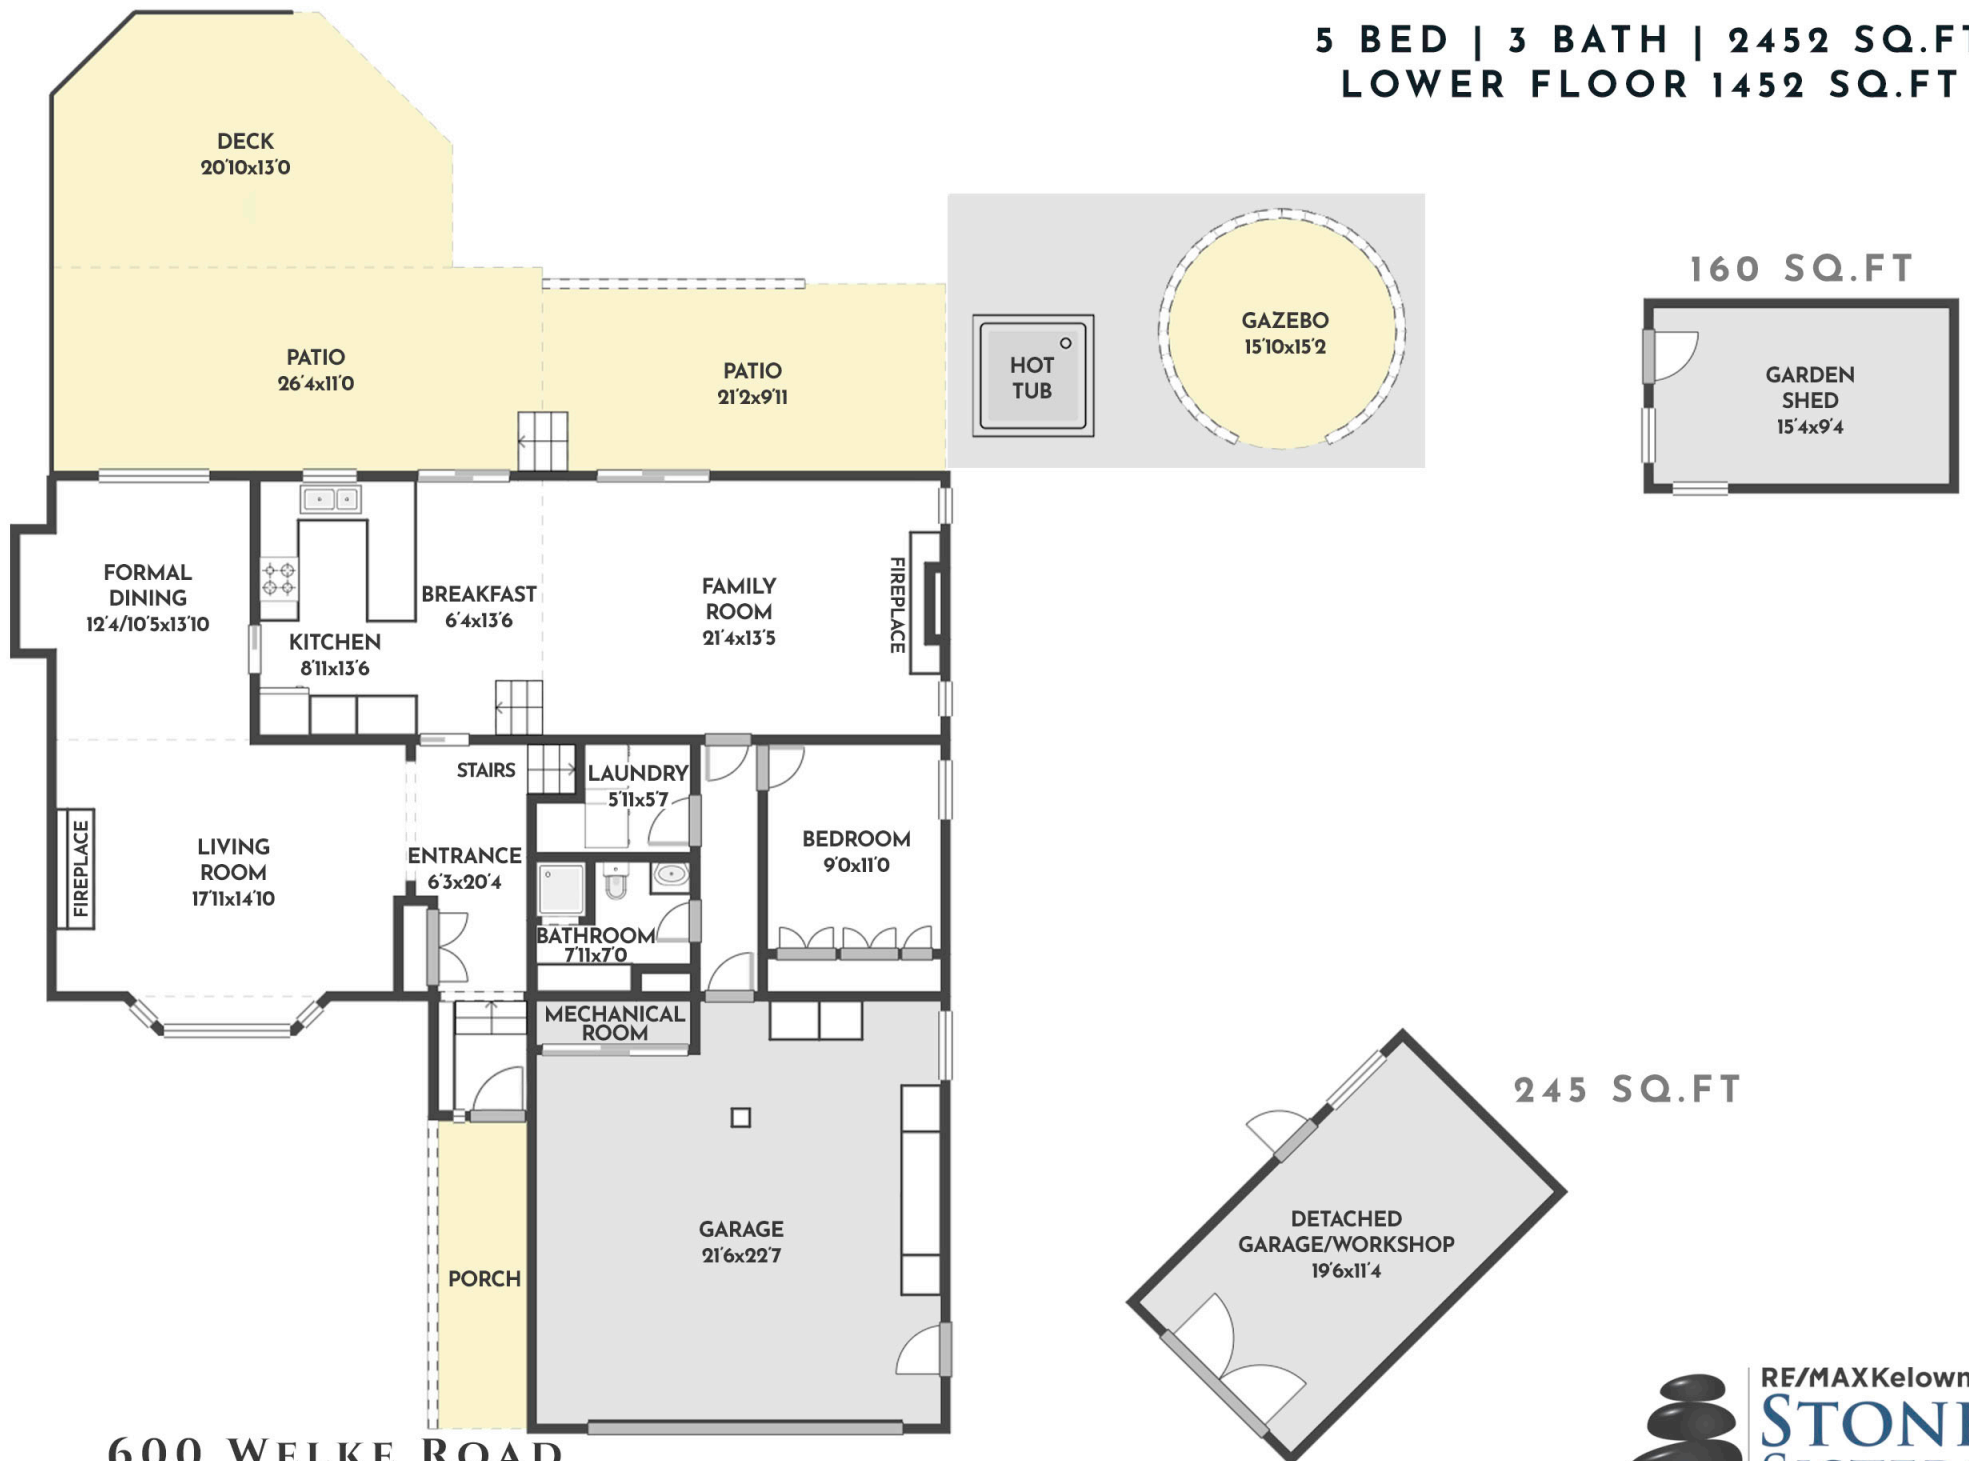 5 BED | 3 BATH | 2452 SQ.FT
LOWER FLOOR 1452 SQ.FT
DECK
20'10x13'0
PATIO
26'4x11'0
PATIO
21'2x9'11
HOT
TUB
GAZEBO
15'10x15'2
160 SQ.FT
GARDEN
SHED
15'4x9'4
FORMAL
DINING
12'4/10'5x13'10
KITCHEN
8'11x13'6
BREAKFAST
6'4x13'6
FAMILY
ROOM
21'4x13'5
FIREPLACE
STAIRS
LAUNDRY
5'11x5'7
LIVING
ROOM
17'11x14'10
FIREPLACE
ENTRANCE
6'3x20'4
BEDROOM
9'0x11'0
BATHROOM
7'11x7'0
MECHANICAL
ROOM
GARAGE
21'6x22'7
PORCH
245 SQ.FT
DETACHED
GARAGE/WORKSHOP
19'6x11'4
600 WELKE ROAD
RE/MAX Kelown
STONE